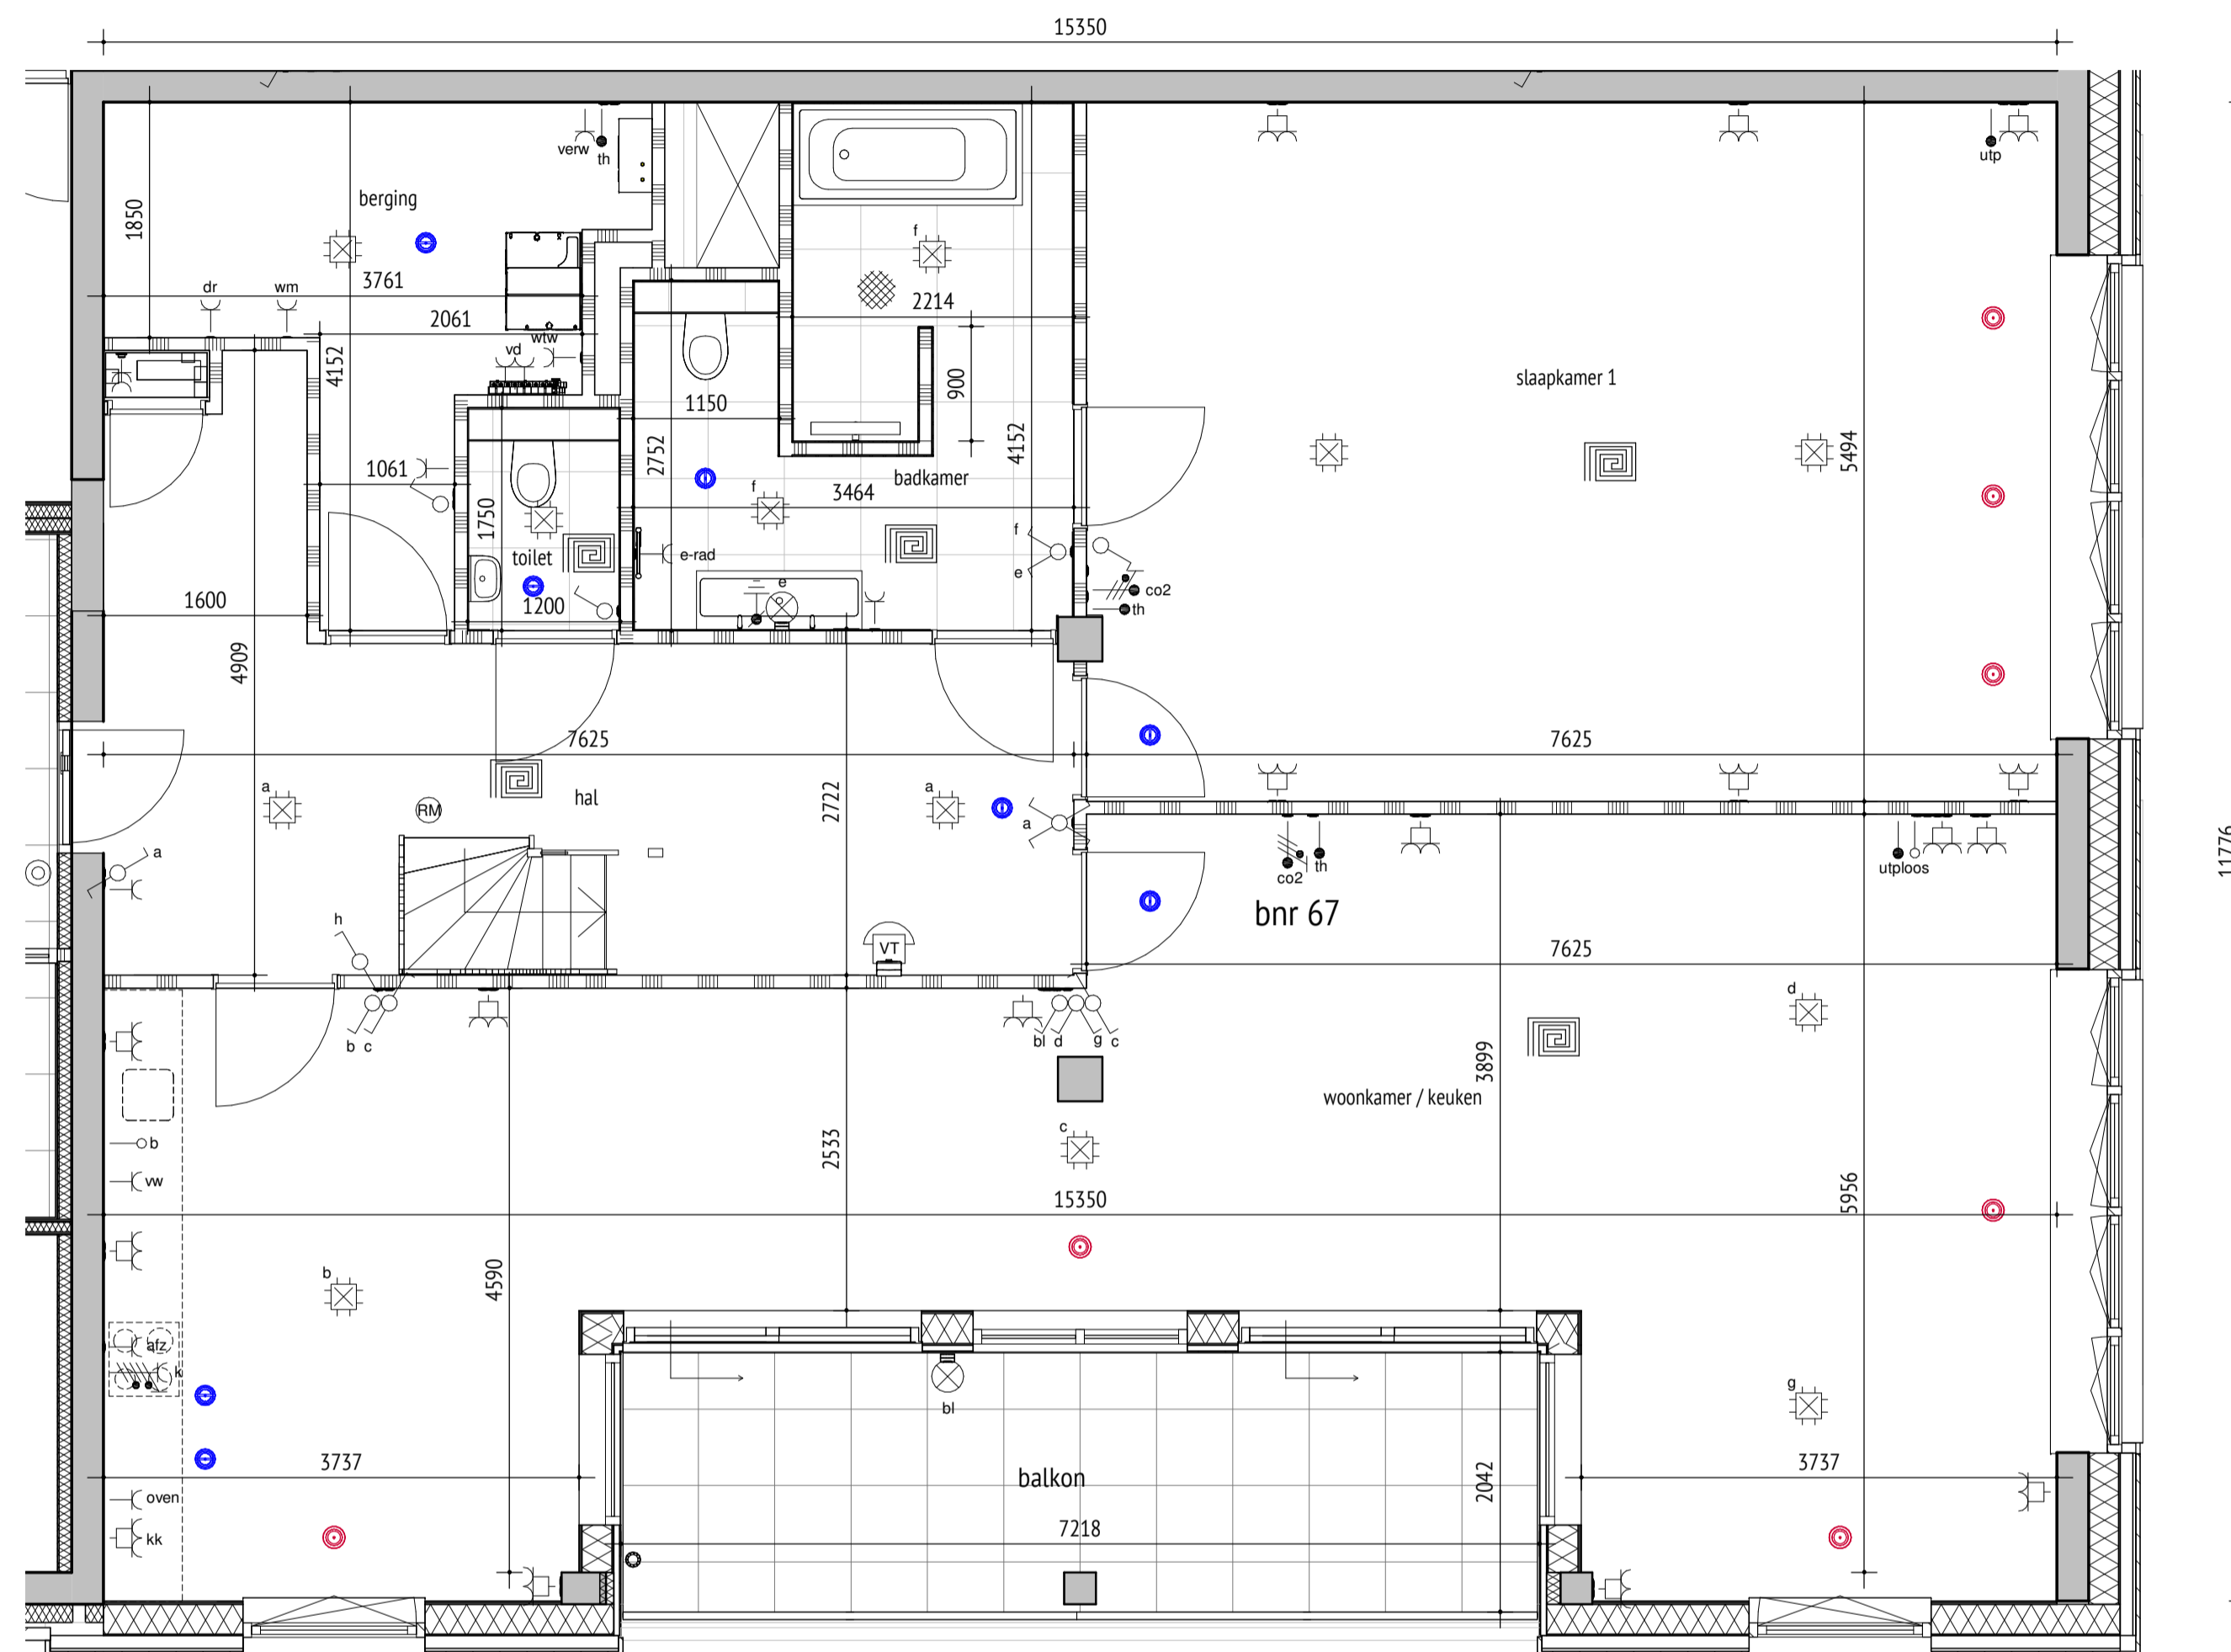 15350
verw
th
utp
berging
1850
f
dr
wm
3761
2214
2061
wtw
vd
4152
900
slaapkamer 1
1150
2752
4152
5494
1061
badkamer
f
3464
1750
toilet
e-rad
f
e
e
co2
th
1200
1600
4909
7625
7625
2722
hal
a
RM
a
a
a
co2
th
utp
loos
11776
h
VT
bnr 67
7625
b
c
bl
d
g
c
d
3899
woonkamer / keuken
c
2533
b
vw
15350
5956
4590
b
afz
k
bl
g
3737
balkon
2042
3737
oven
kk
7218